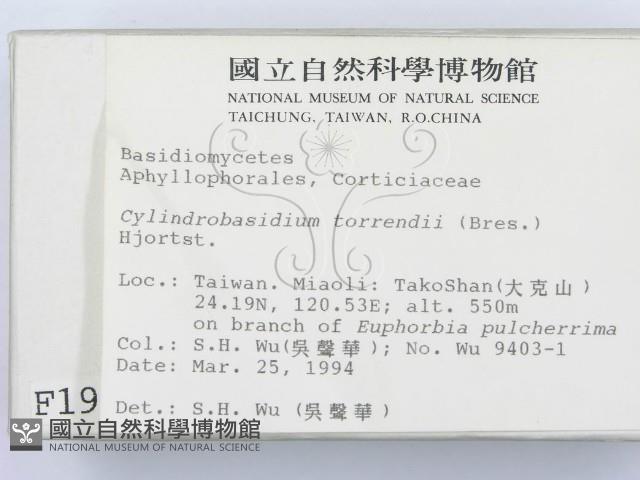 國立自然科學博物館
NATIONAL MUSEUM OF NATURAL SCIENCE
TAICHUNG, TAIWAN, R.O.CHINA
Basidiomycetes
Aphyllophorales, Corticiaceae
Cylindrobasidium torrendii (Bres.)
Hjortst.
Loc.: Taiwan. Miaoli: TakoShan(大克山)
24.19N, 120.53E; alt. 550m
on branch of Euphorbia pulcherrima
Col.: S.H. Wu(吳聲華); No. Wu 9403-1
Date: Mar. 25, 1994
Det.: S.H. Wu (吳聲華)
F19
國立自然科學博物館
NATIONAL MUSEUM OF NATURAL SCIENCE